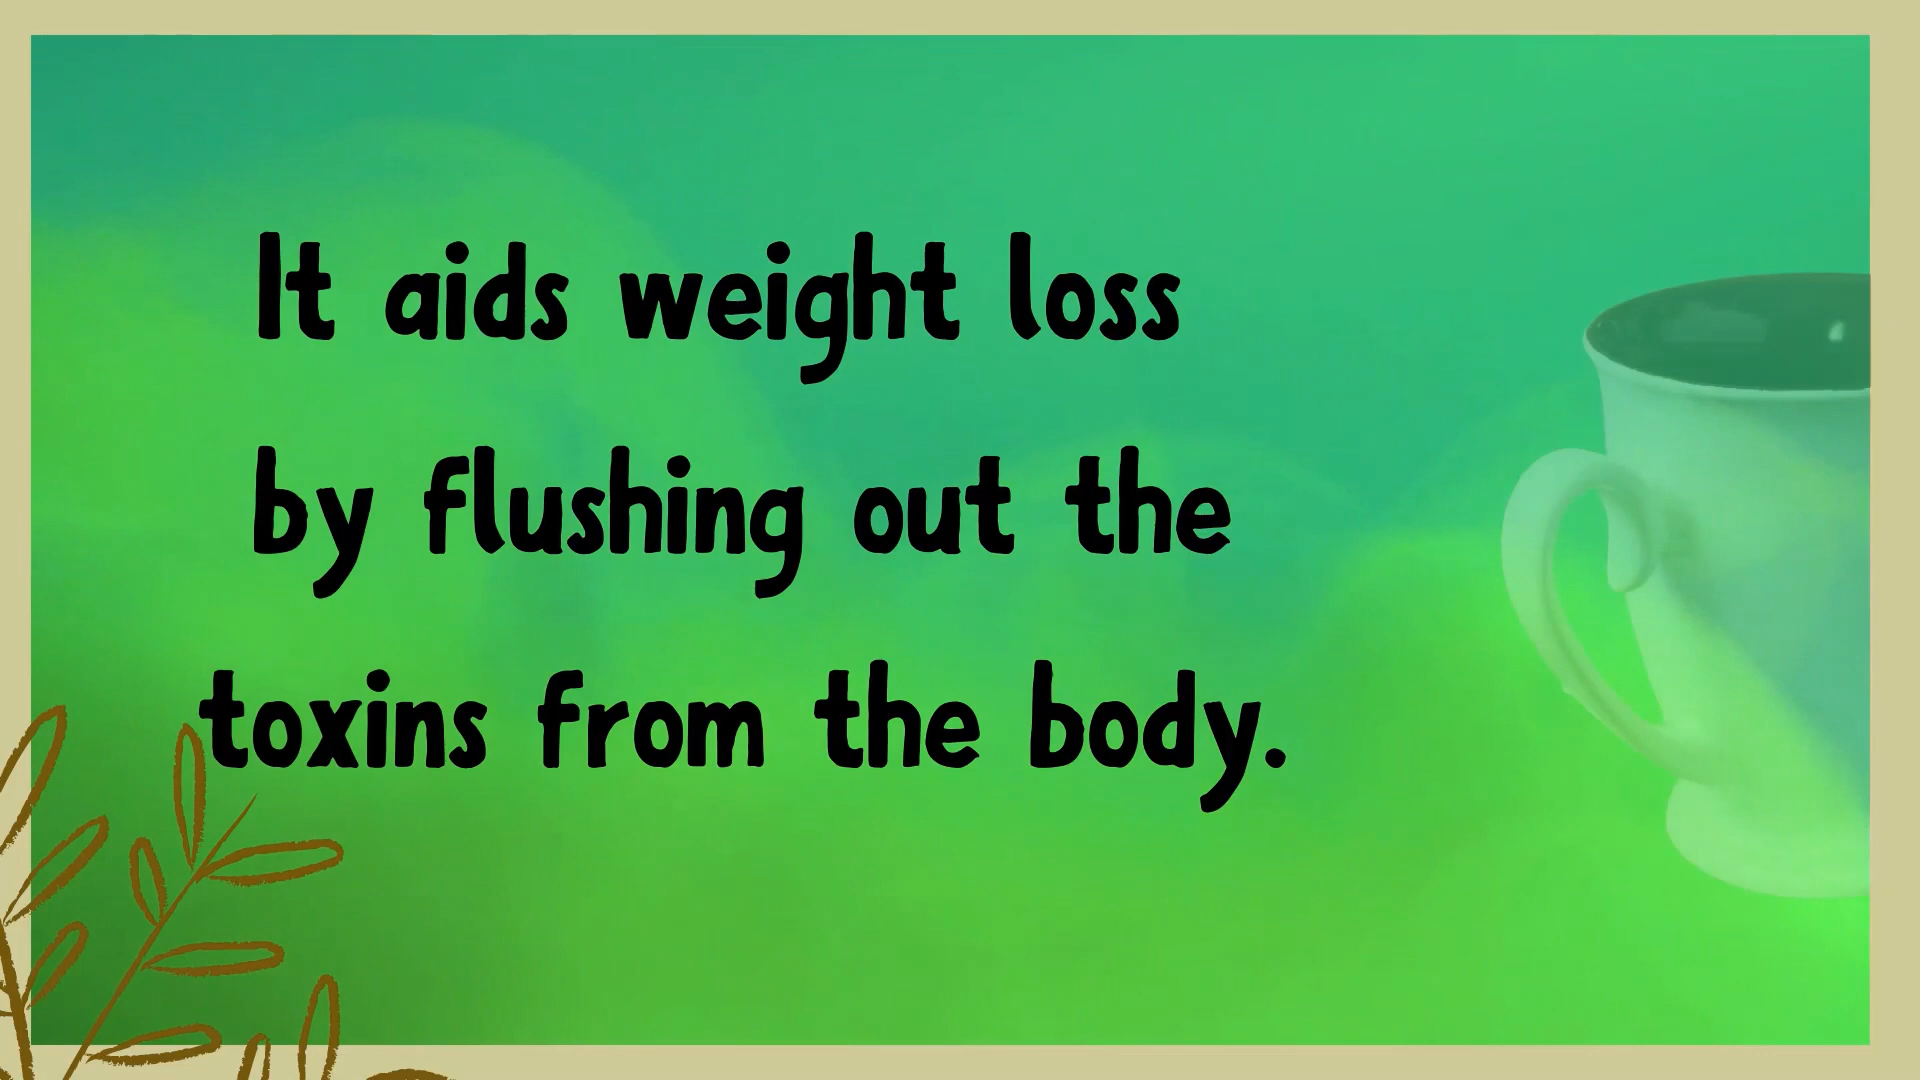 It aids weight loss
by flushing out the
toxins from the body.